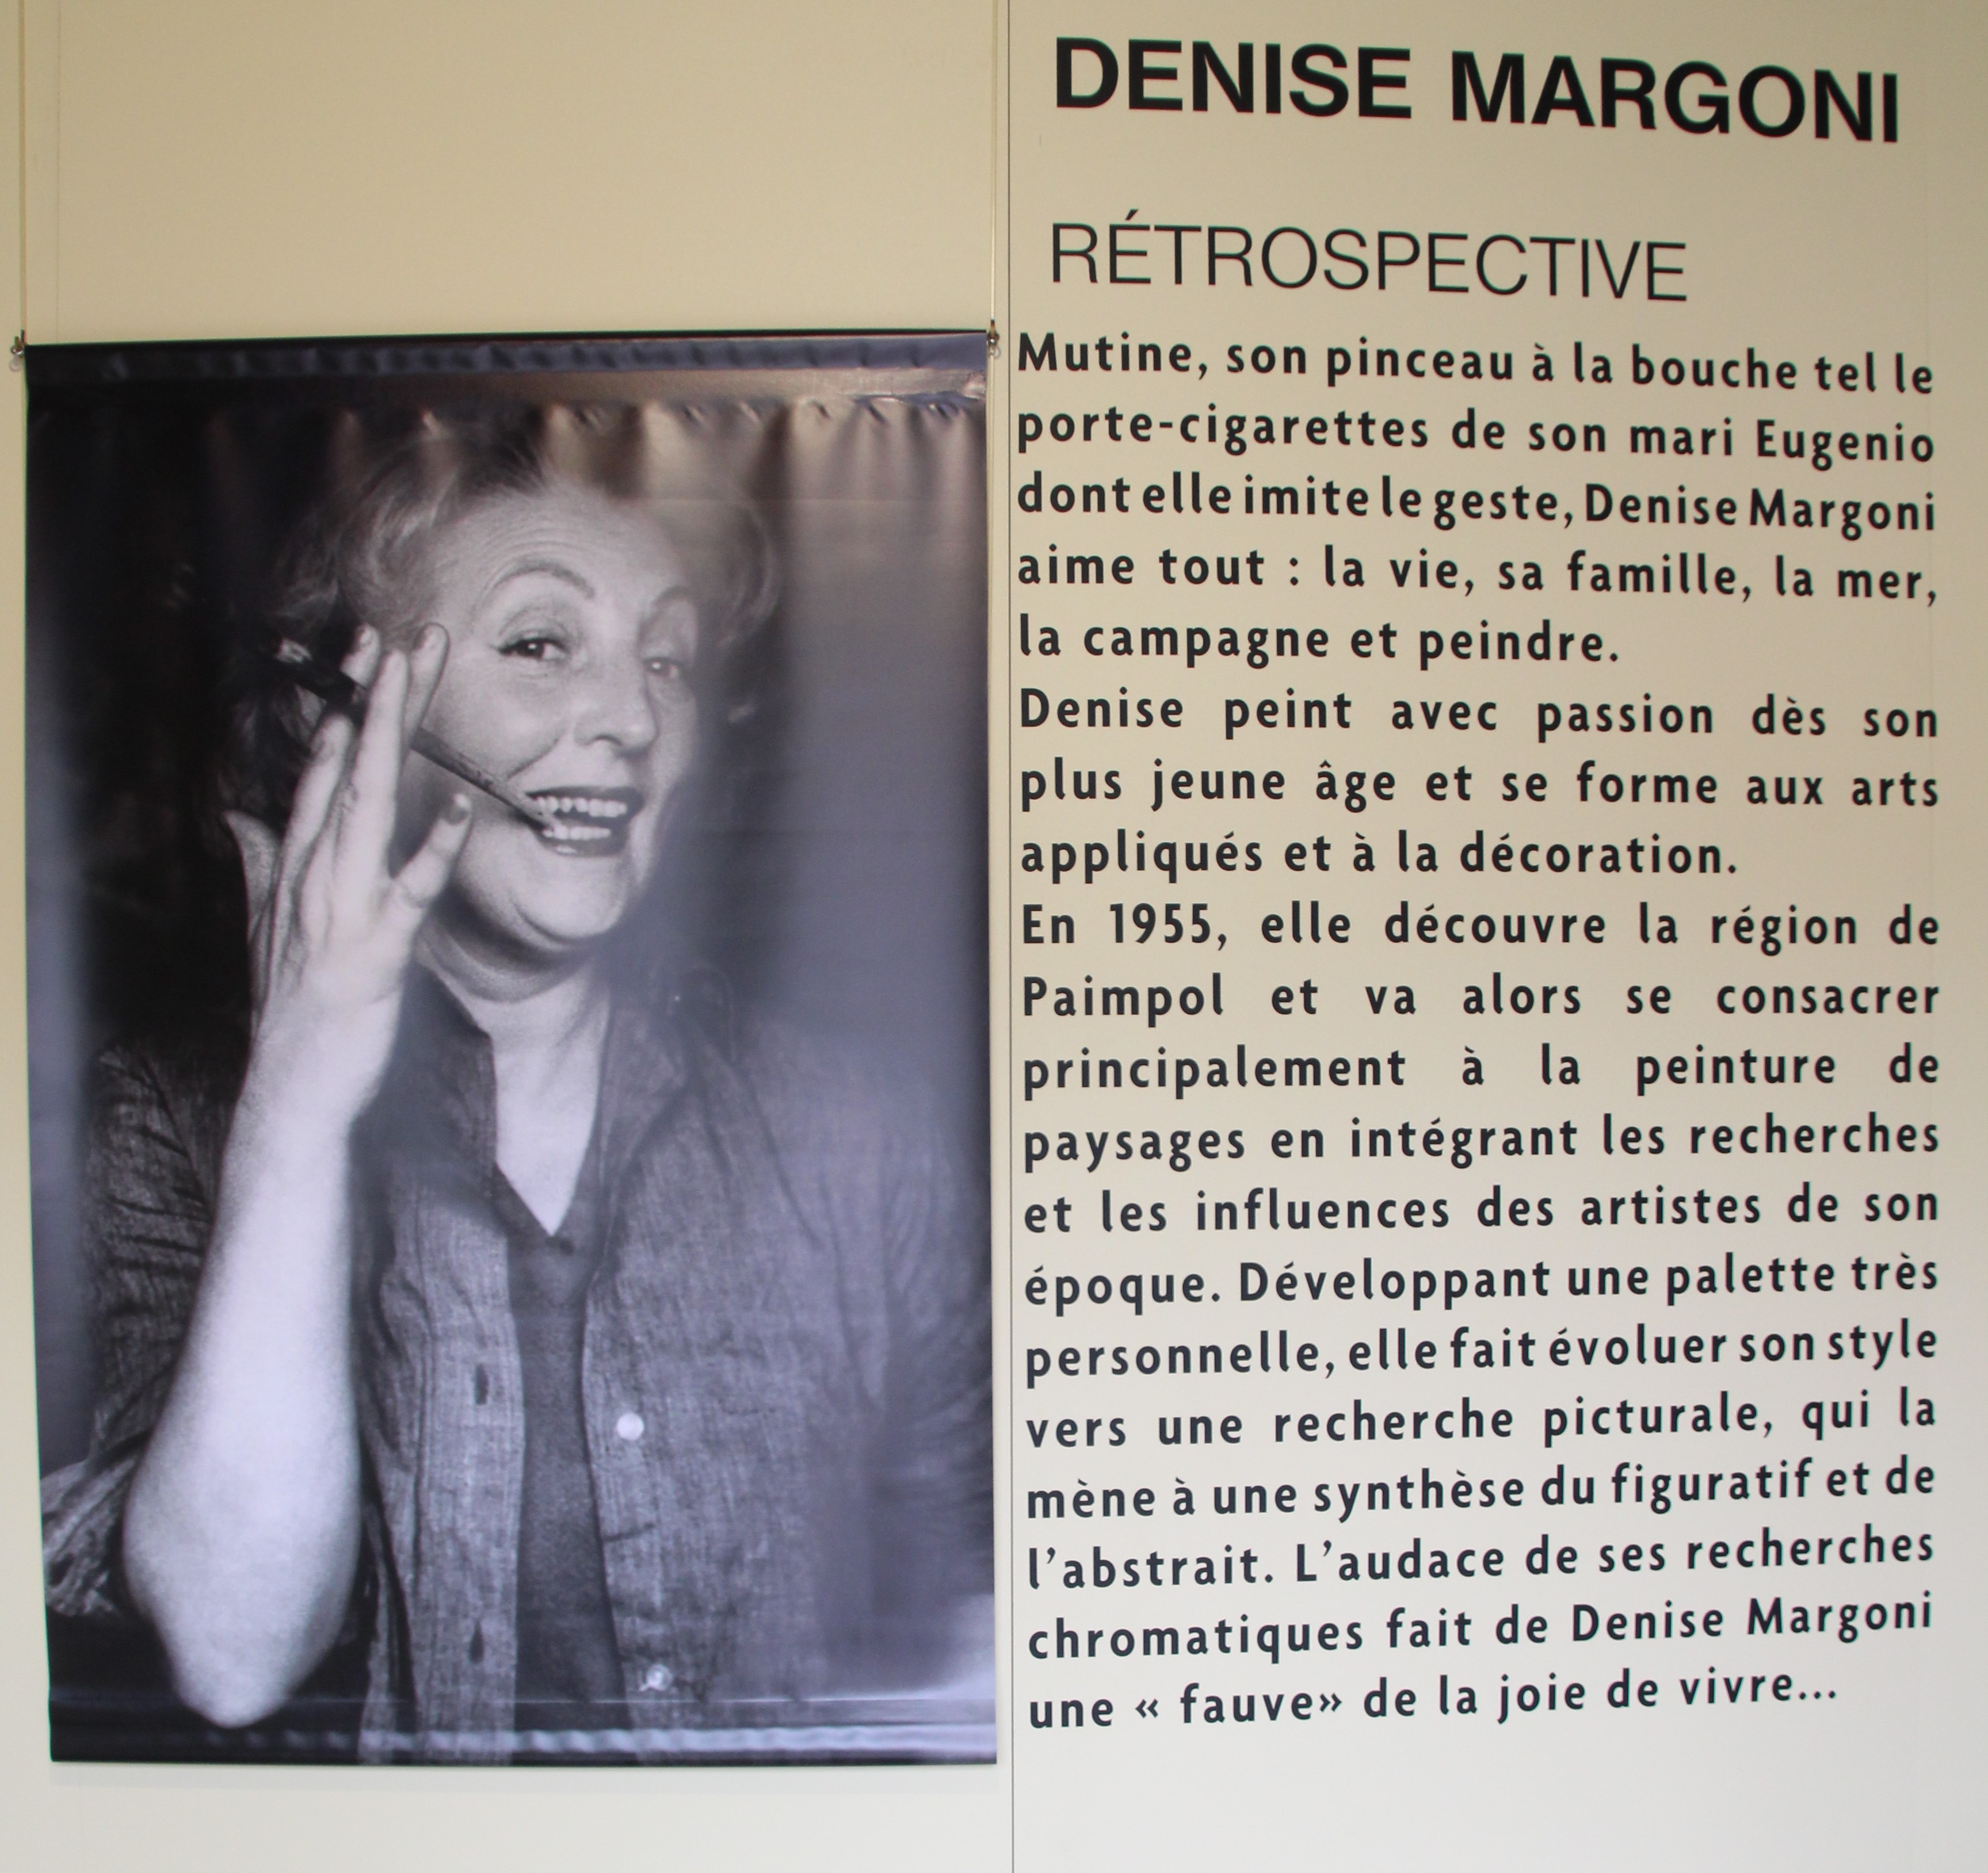 DENISE MARGONI
RÉTROSPECTIVE
Mutine, son pinceau à la bouche tel le
porte-cigarettes de son mari Eugenio
dont elle imite le geste, Denise Margoni
aime tout : la vie, sa famille, la mer,
la campagne et peindre.
Denise peint avec passion dès son
plus jeune âge et se forme aux arts
appliqués et à la décoration.
En 1955, elle découvre la région de
Paimpol et va alors se consacrer
principalement à la peinture de
paysages en intégrant les recherches
et les influences des artistes de son
époque. Développant une palette très
personnelle, elle fait évoluer son style
vers une recherche picturale, qui la
mène à une synthèse du figuratif et de
l’abstrait. L’audace de ses recherches
chromatiques fait de Denise Margoni
une « fauve» de la joie de vivre...